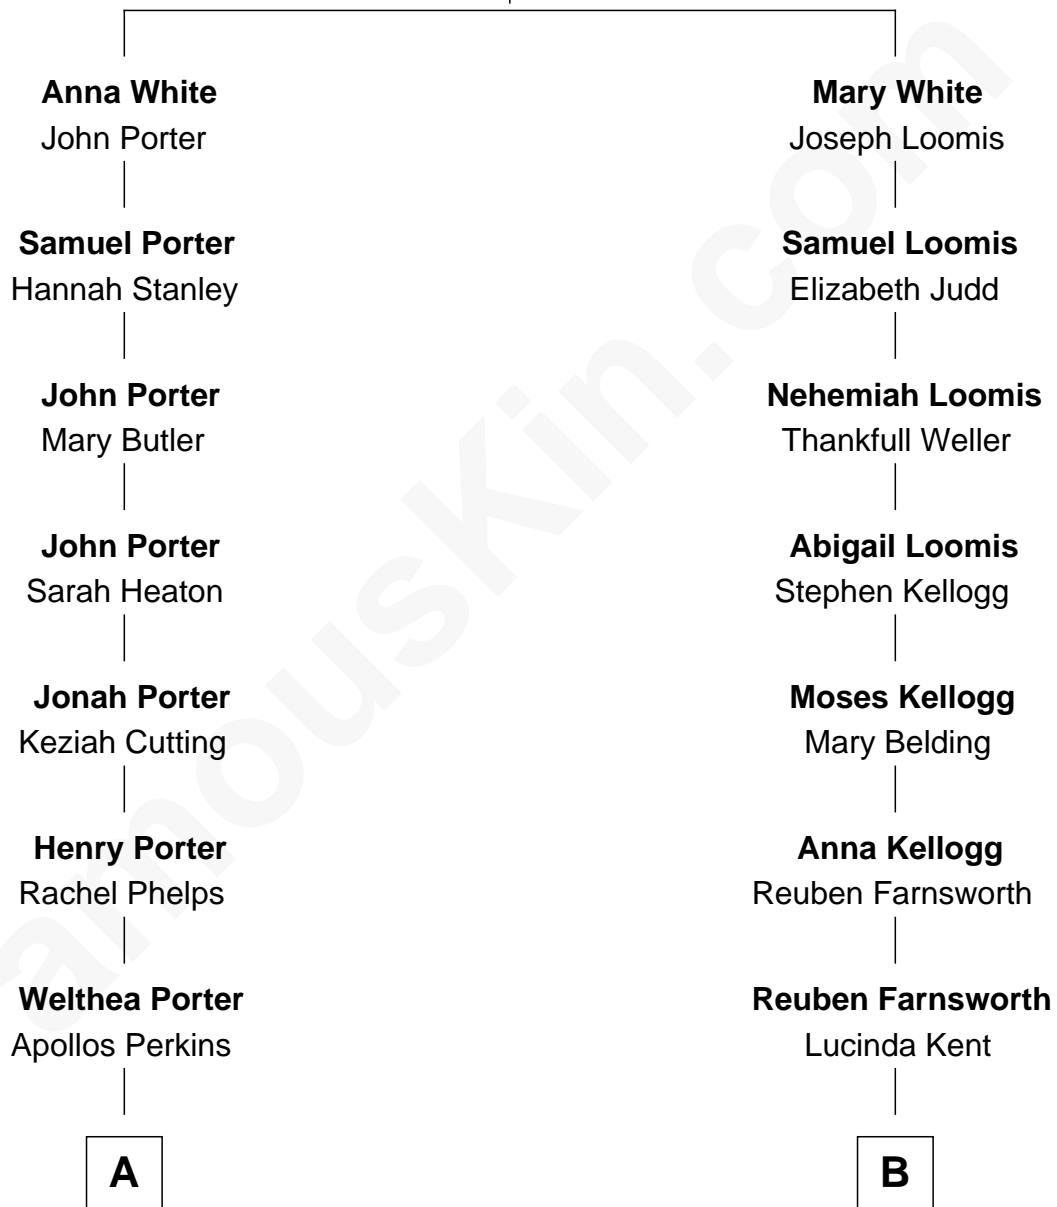 Anna White
John Porter
Samuel Porter
Hannah Stanley
John Porter
Mary Butler
John Porter
Sarah Heaton
Jonah Porter
Keziah Cutting
Henry Porter
Rachel Phelps
Welthea Porter
Apollos Perkins
A
Mary White
Joseph Loomis
Samuel Loomis
Elizabeth Judd
Nehemiah Loomis
Thankfull Weller
Abigail Loomis
Stephen Kellogg
Moses Kellogg
Mary Belding
Anna Kellogg
Reuben Farnsworth
Reuben Farnsworth
Lucinda Kent
B
amousKin.com